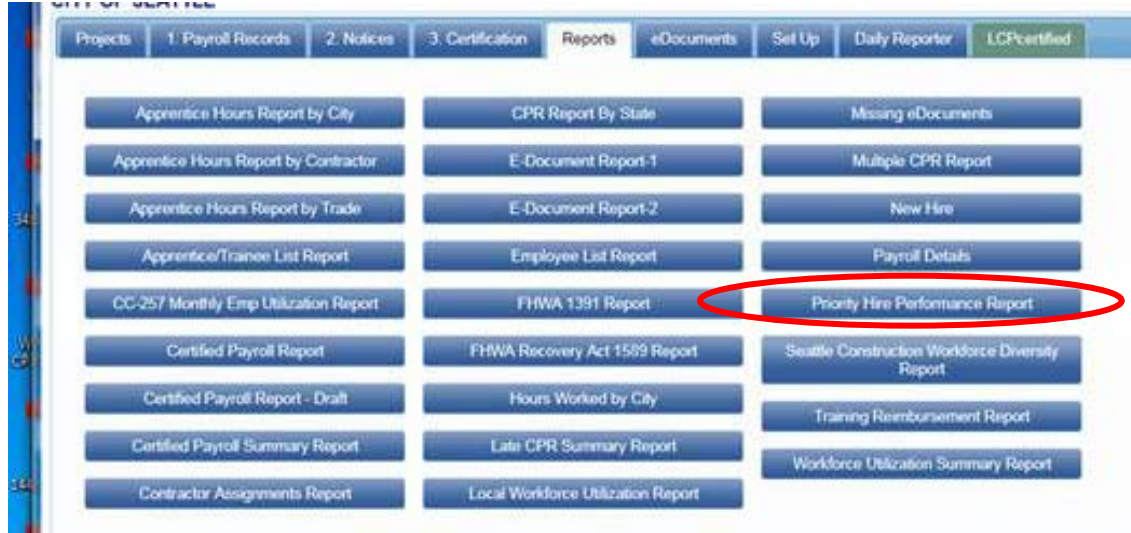 CITY OF SEATTLE
Projects
1. Payroll Records
2. Notices
3. Certification
Reports
eDocuments
Set Up
Daily Reporter
LCPcertified
Apprentice Hours Report by City
CPR Report By State
Missing eDocuments
Apprentice Hours Report by Contractor
E-Document Report-1
Multiple CPR Report
Apprentice Hours Report by Trade
E-Document Report-2
New Hire
Apprentice/Trainee List Report
Employee List Report
Payroll Details
CC-257 Monthly Emp Utilization Report
FHWA 1391 Report
Priority Hire Performance Report
Certified Payroll Report
FHWA Recovery Act 1589 Report
Seattle Construction Workforce Diversity
Report
Certified Payroll Report - Draft
Hours Worked by City
Training Reimbursement Report
Certified Payroll Summary Report
Late CPR Summary Report
Workforce Utilization Summary Report
Contractor Assignments Report
Local Workforce Utilization Report